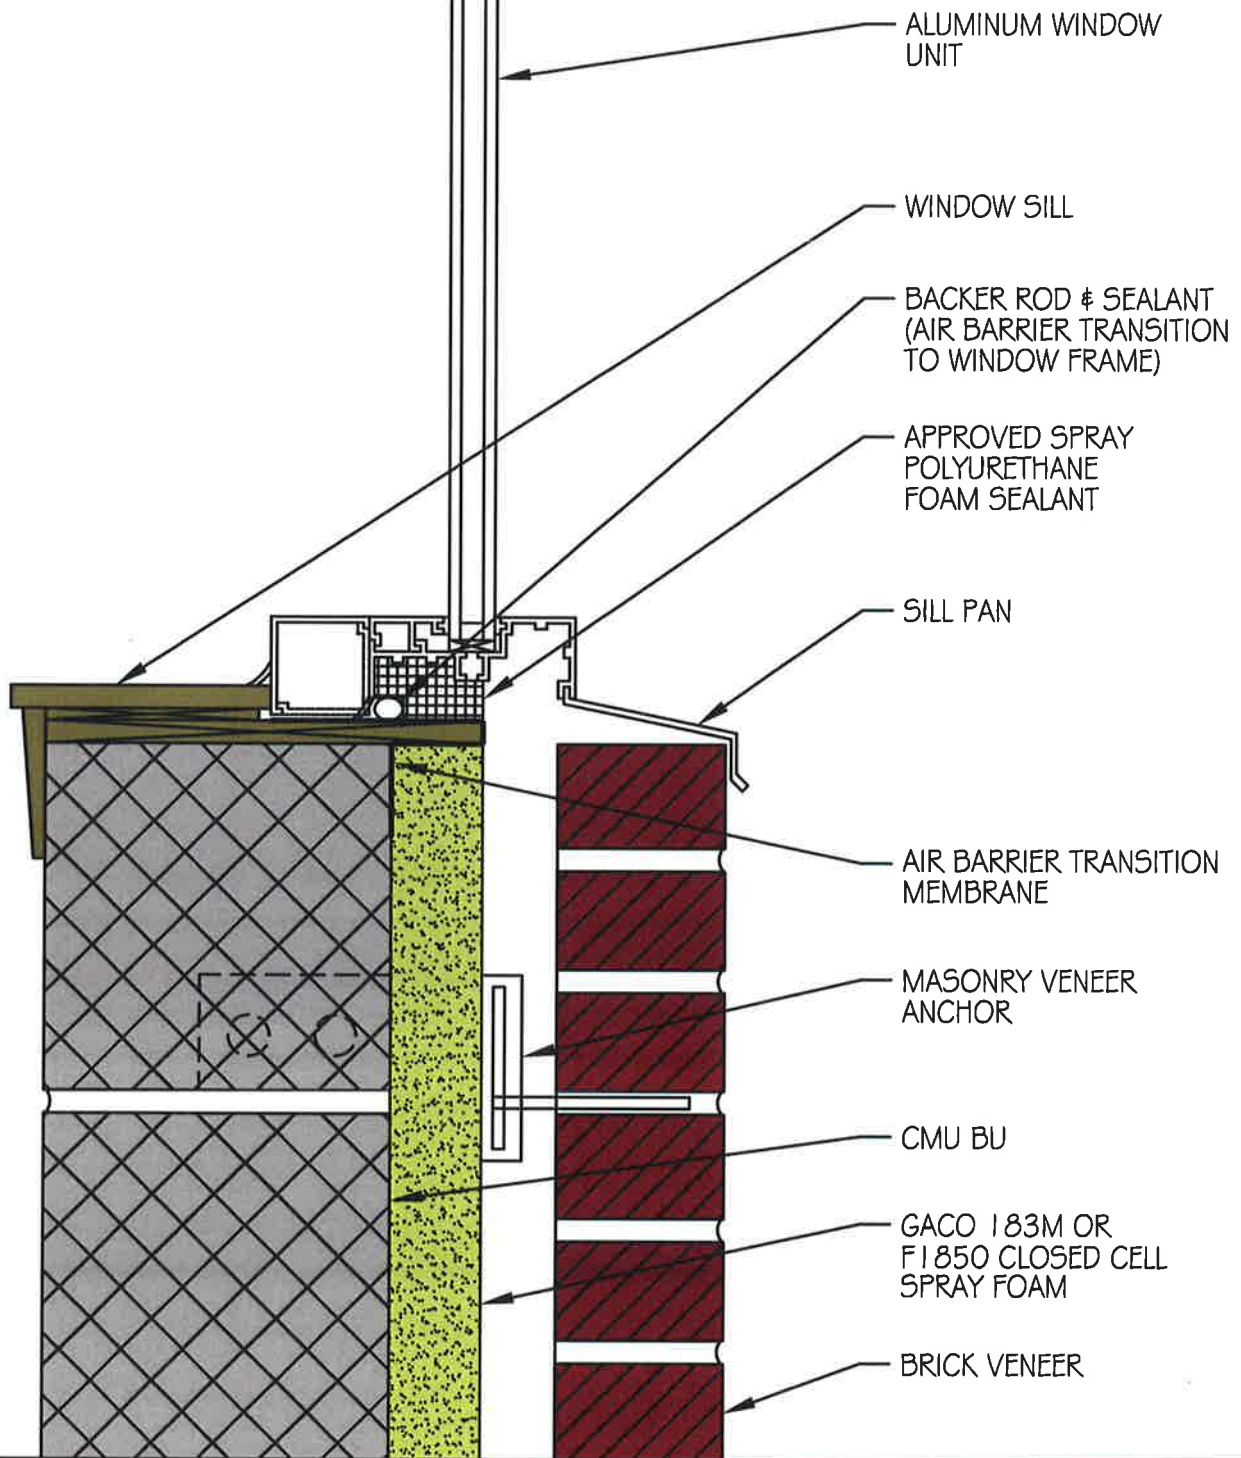 ALUMINUM WINDOW
UNIT
WINDOW SILL
BACKER ROD & SEALANT
(AIR BARRIER TRANSITION
TO WINDOW FRAME)
APPROVED SPRAY
POLYURETHANE
FOAM SEALANT
SILL PAN
AIR BARRIER TRANSITION
MEMBRANE
MASONRY VENEER
ANCHOR
CMU BU
GACO 183M OR
F1850 CLOSED CELL
SPRAY FOAM
BRICK VENEER